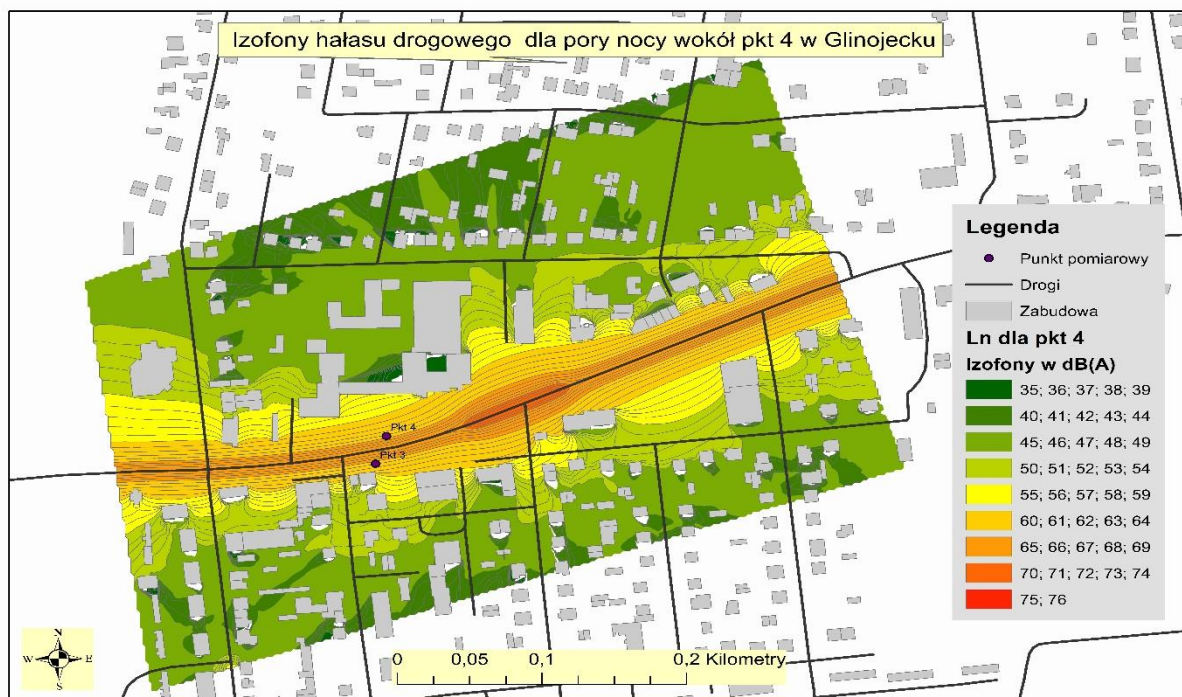 Izofony hałasu drogowego dla pory nocy wokół pkt 4 w Glinojecku
Pkt 4
Pkt 3
Legenda
Punkt pomiarowy
Drogi
Zabudowa
Ln dla pkt 4
Izofony w dB(A)
35; 36; 37; 38; 39
40; 41; 42; 43; 44
45; 46; 47; 48; 49
50; 51; 52; 53; 54
55; 56; 57; 58; 59
60; 61; 62; 63; 64
65; 66; 67; 68; 69
70; 71; 72; 73; 74
75; 76
N
W E
S
0 0,05 0,1 0,2 Kilometry